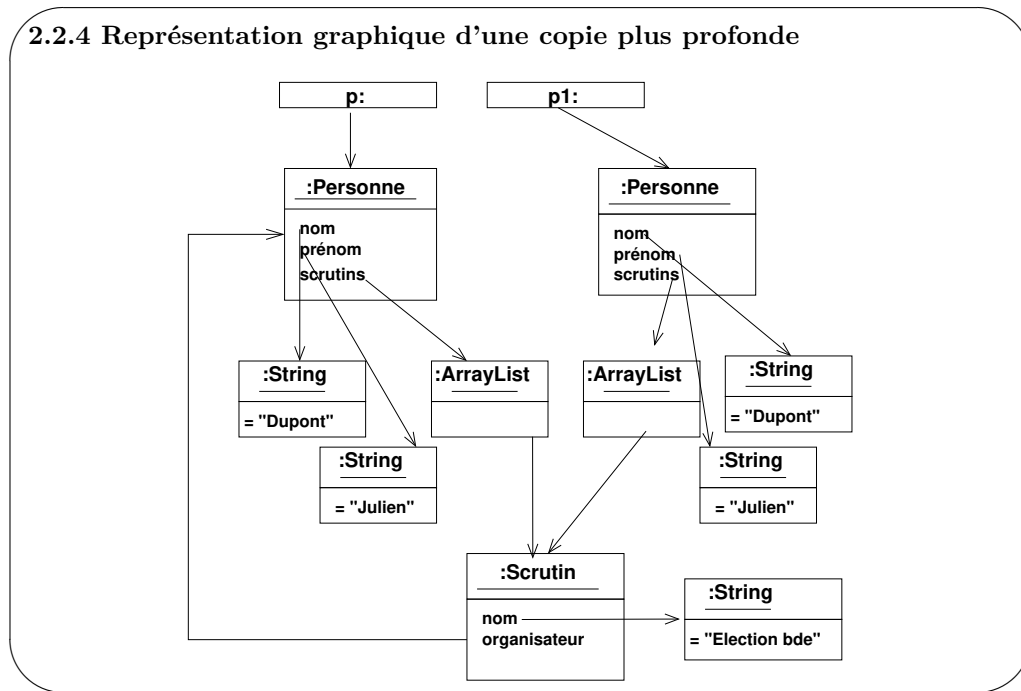 2.2.4 Représentation graphique d'une copie plus profonde
p: p1:
:Personne :Personne
nom
prénom
scrutins
nom
prénom
scrutins
:String :ArrayList :ArrayList :String
= "Dupont" = "Dupont"
:String :String
= "Julien" = "Julien"
:Scrutin
nom
organisateur
:String
= "Election bde"